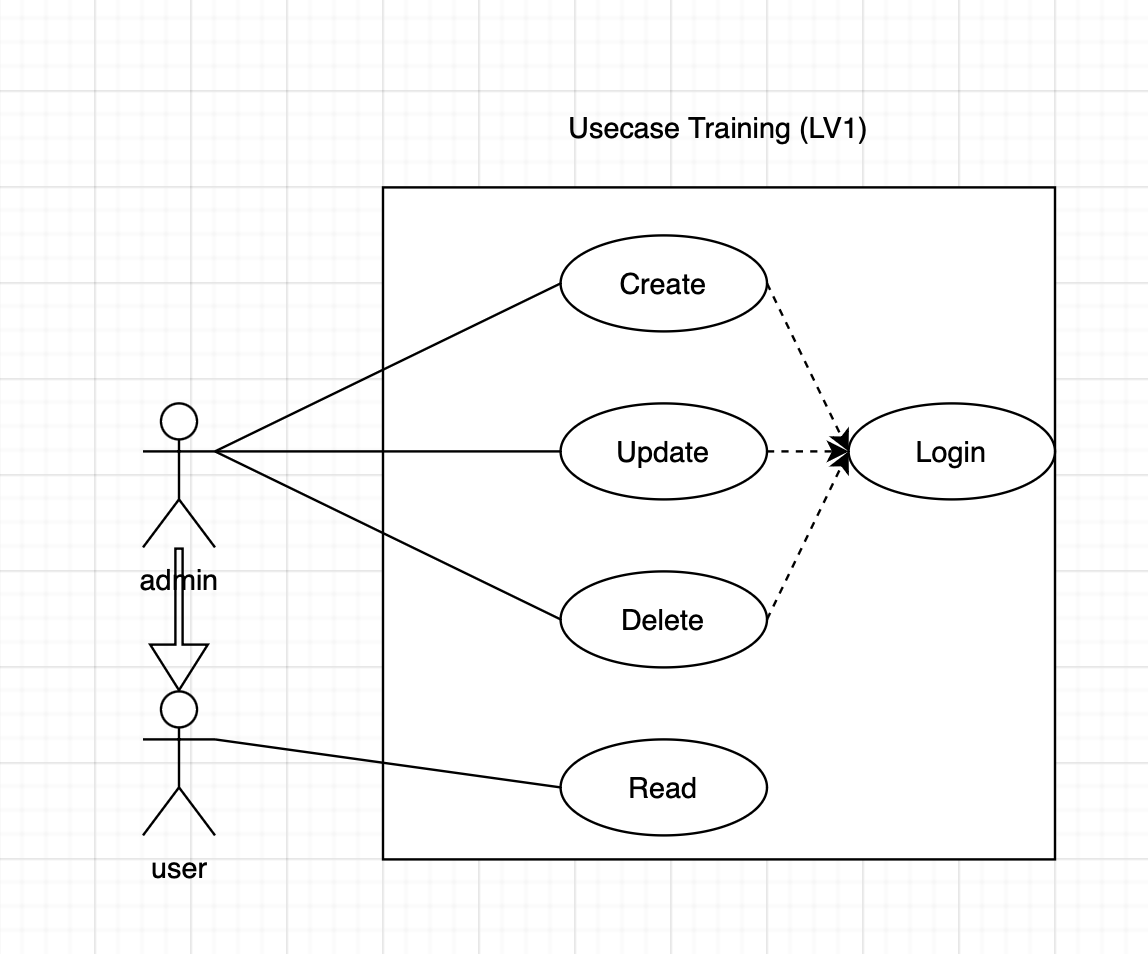 Usecase Training (LV1)
Create
Update
Login
admin
Delete
Read
user